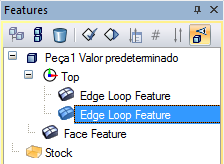 Features
Peça1 Valor predeterminado
Top
Edge Loop Feature
Edge Loop Feature
Face Feature
Stock